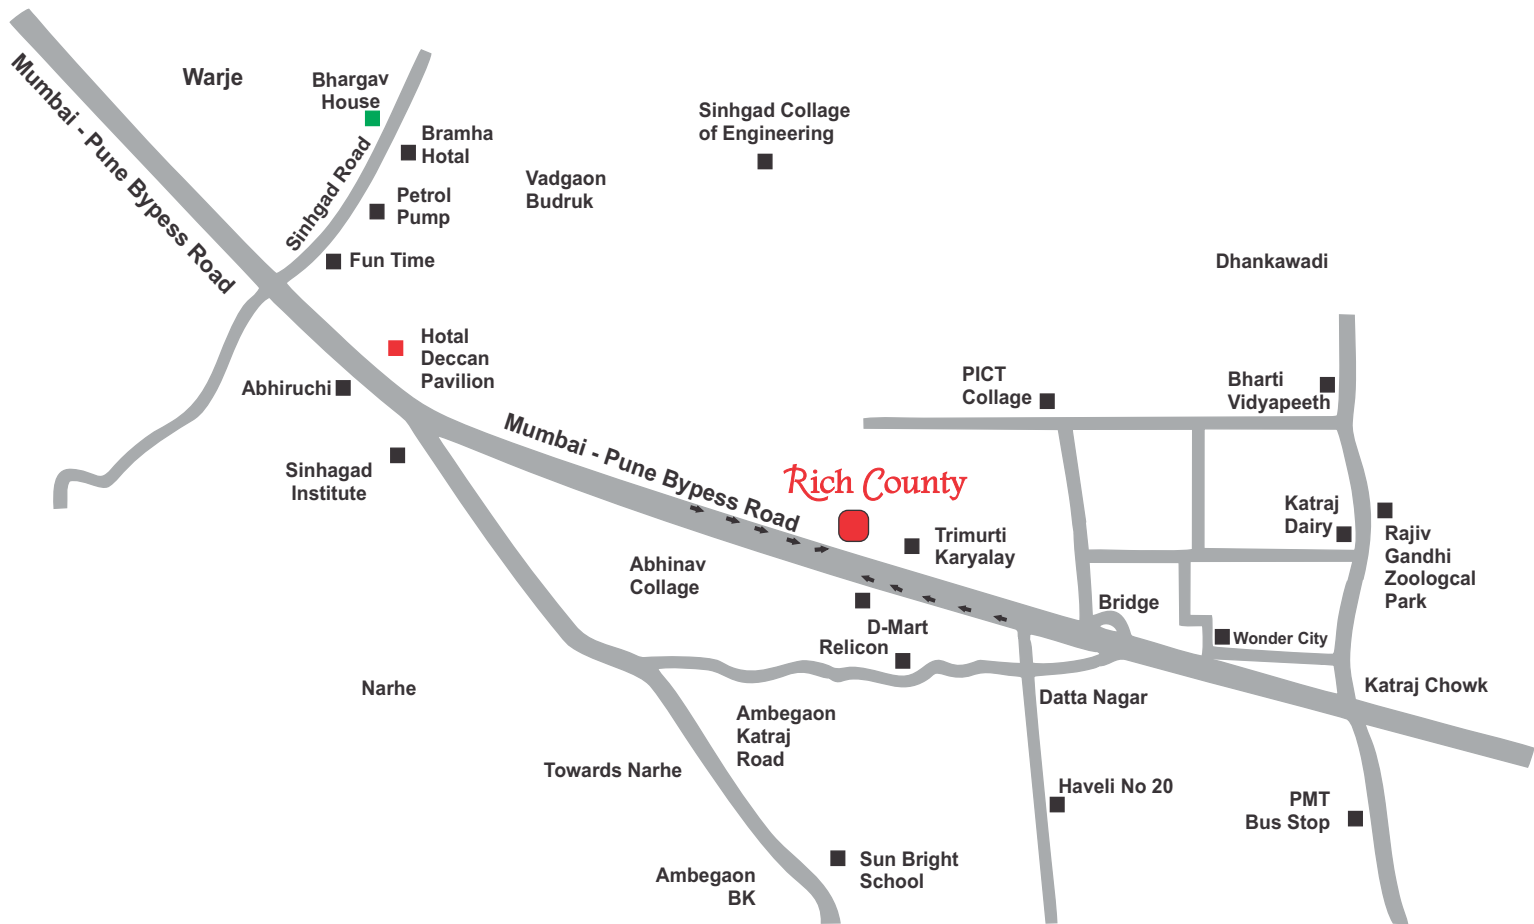 Warje
Bhargav
House
Mumbai - Pune Bypess Road
Sinhgad Road
Bramha
Hotal
Petrol
Pump
Fun Time
Vadgaon
Budruk
Sinhgad Collage
of Engineering
Dhankawadi
Hotal
Deccan
Pavilion
Abhiruchi
Sinhagad
Institute
Mumbai - Pune Bypess Road
Rich County
PICT
Collage
Bharti
Vidyapeeth
Katraj
Dairy
Rajiv
Gandhi
Zoologcal
Park
Trimurti
Karyalay
Abhinav
Collage
D-Mart
Relicon
Bridge
Wonder City
Katraj Chowk
Datta Nagar
Narhe
Ambegaon
Katraj
Road
Towards Narhe
Haveli No 20
PMT
Bus Stop
Sun Bright
School
Ambegaon
BK